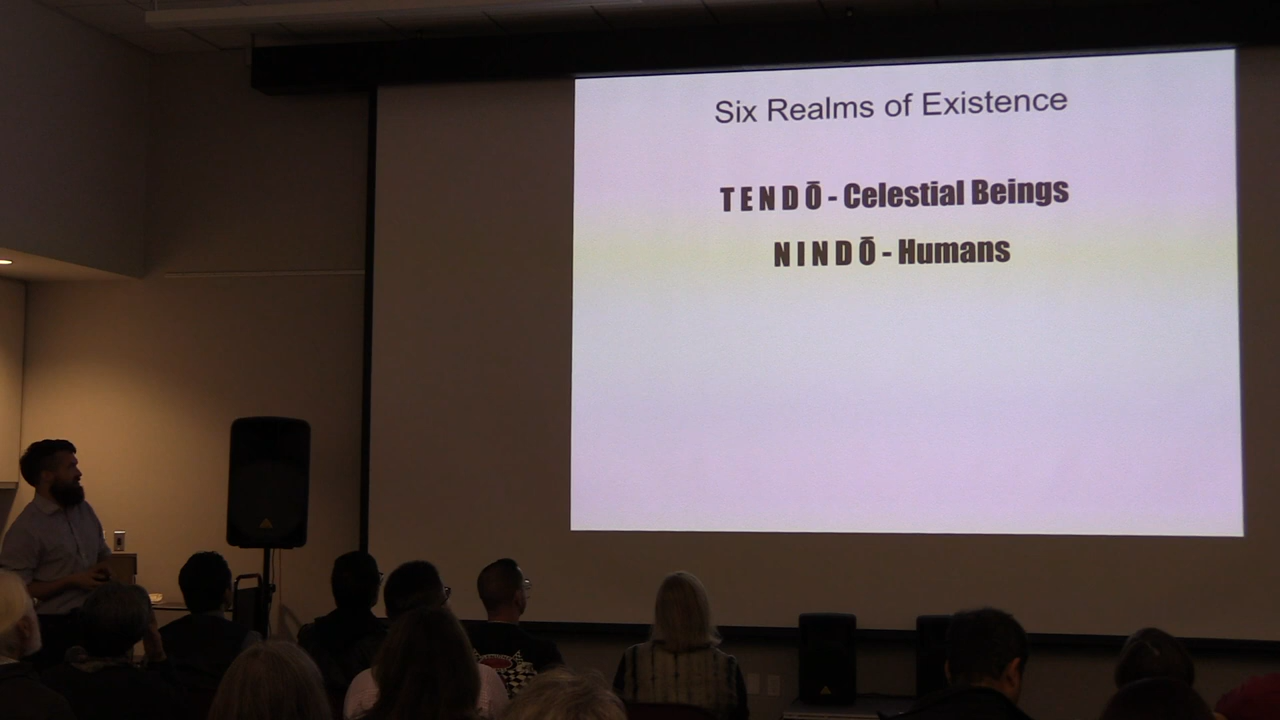 Six Realms of Existence
TENDŌ - Celestial Beings
NINDŌ - Humans